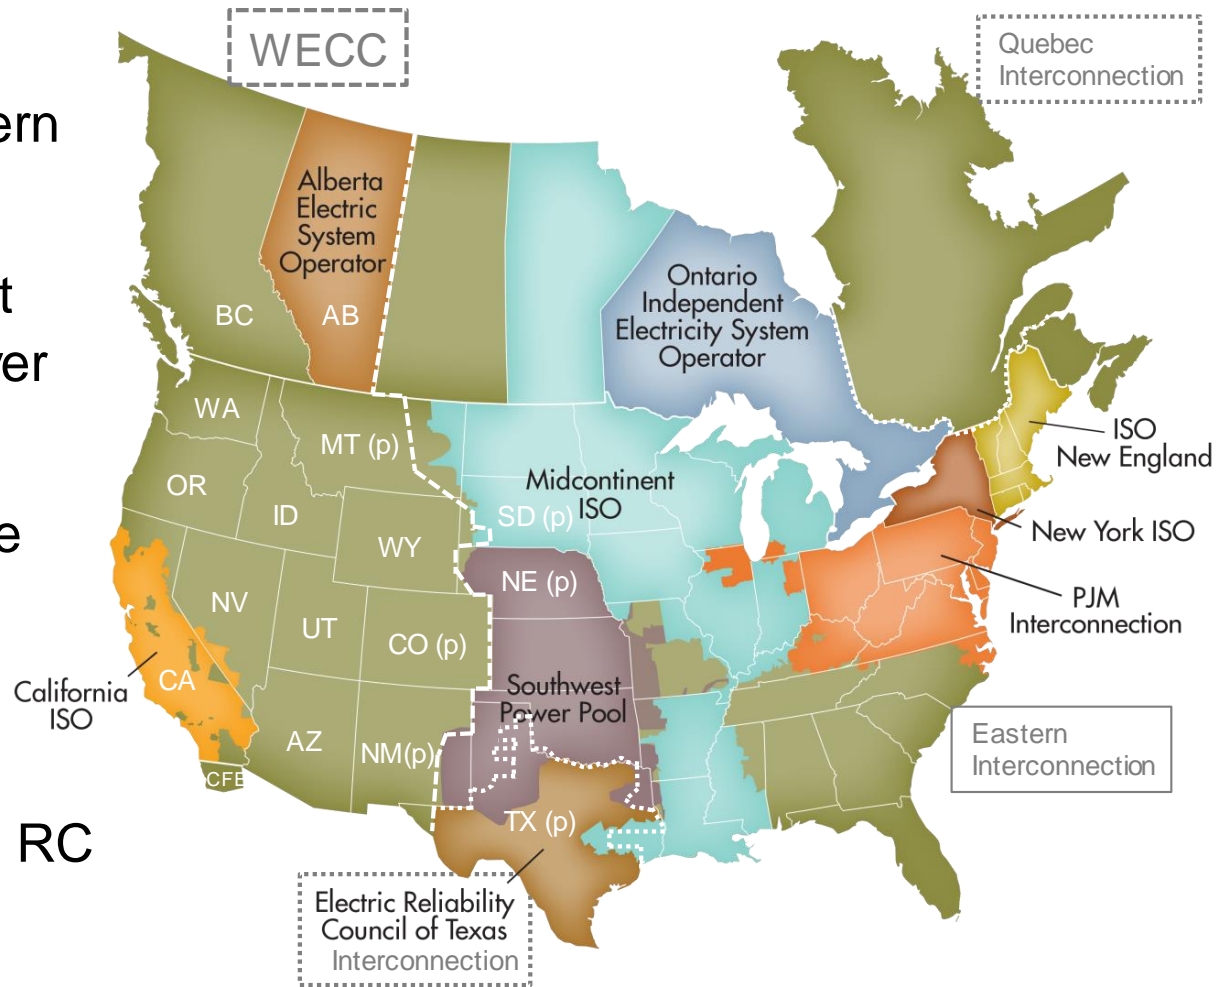 WECC
Quebec
Interconnection
ern
t
ver
e
RC
Alberta
Electric
System
Operator
BC
AB
Ontario
Independent
Electricity System
Operator
WA
MT (p)
OR
ID
WY
Midcontinent
ISO
SD (p)
ISO
New England
New York ISO
NE (p)
PJM
Interconnection
NV
UT
CO (p)
CA
California
ISO
Southwest
Power Pool
AZ
NM(p)
CFE
Eastern
Interconnection
TX (p)
Electric Reliability
Council of Texas
Interconnection